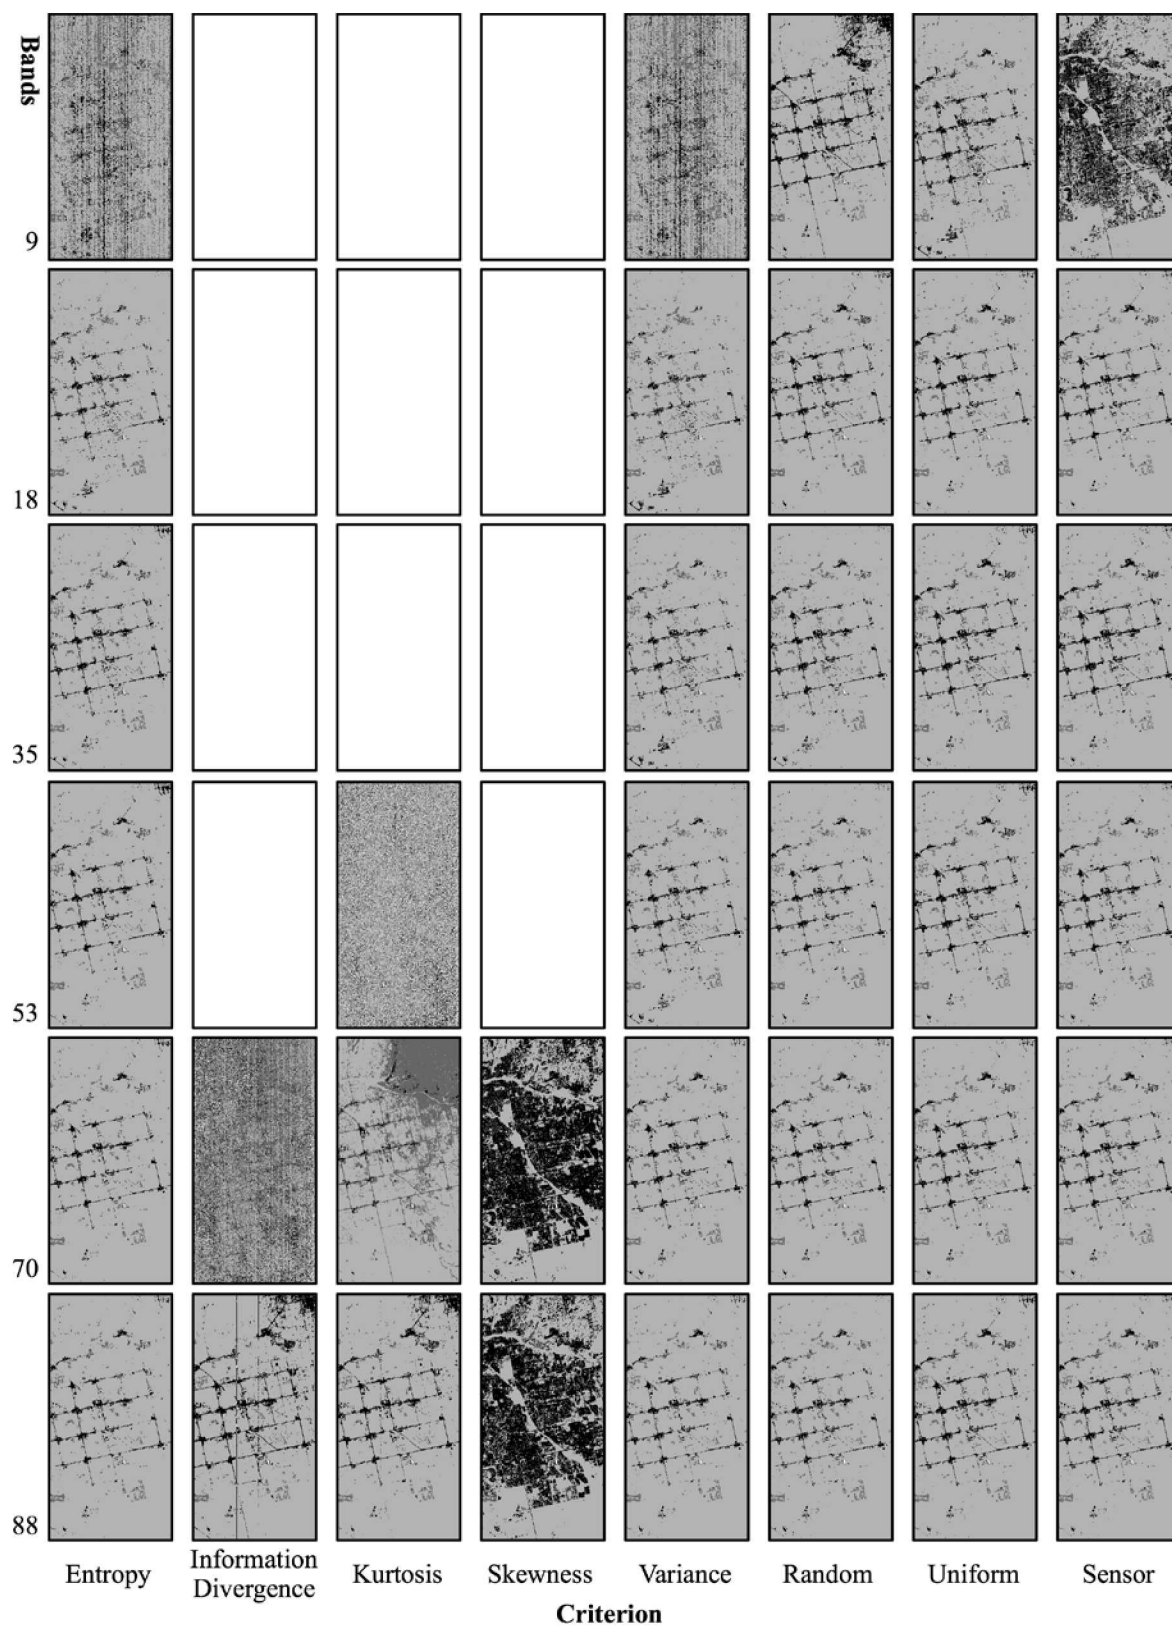 Bands
9
18
35
53
70
88
Entropy
Information
Divergence
Kurtosis
Skewness
Variance
Random
Uniform
Sensor
Criterion